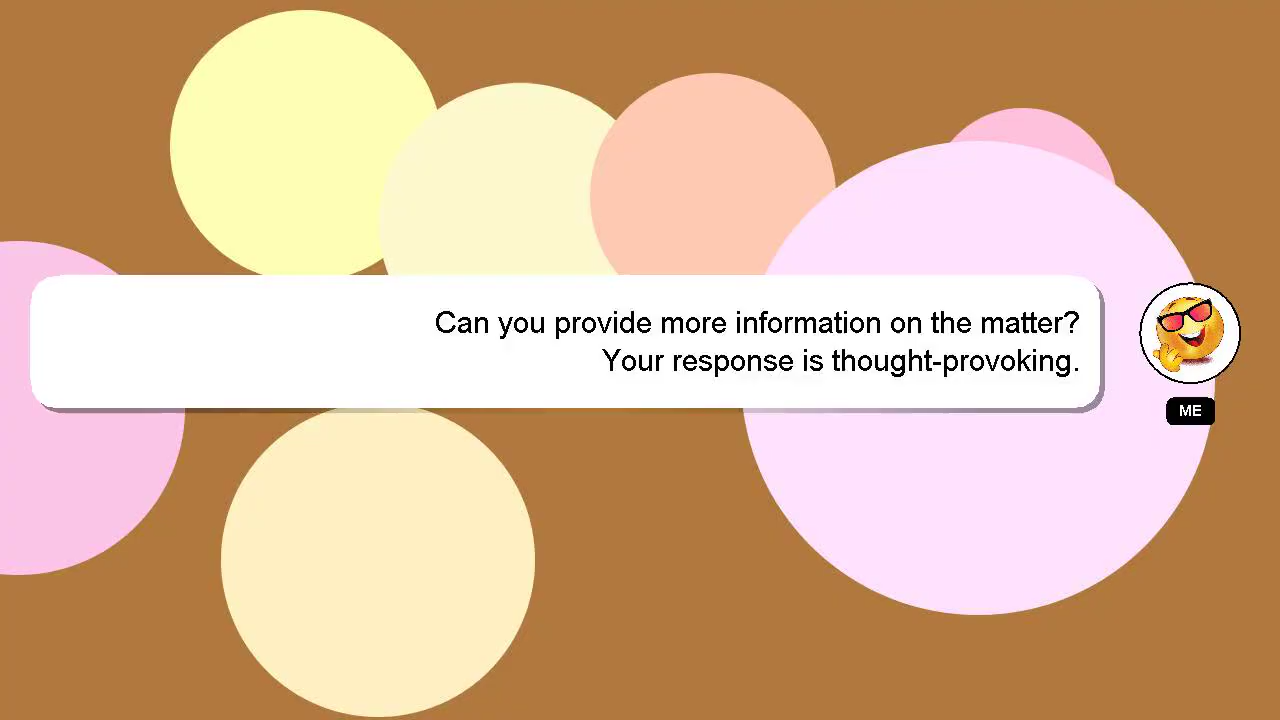 Can you provide more information on the matter?
Your response is thought-provoking.
ME